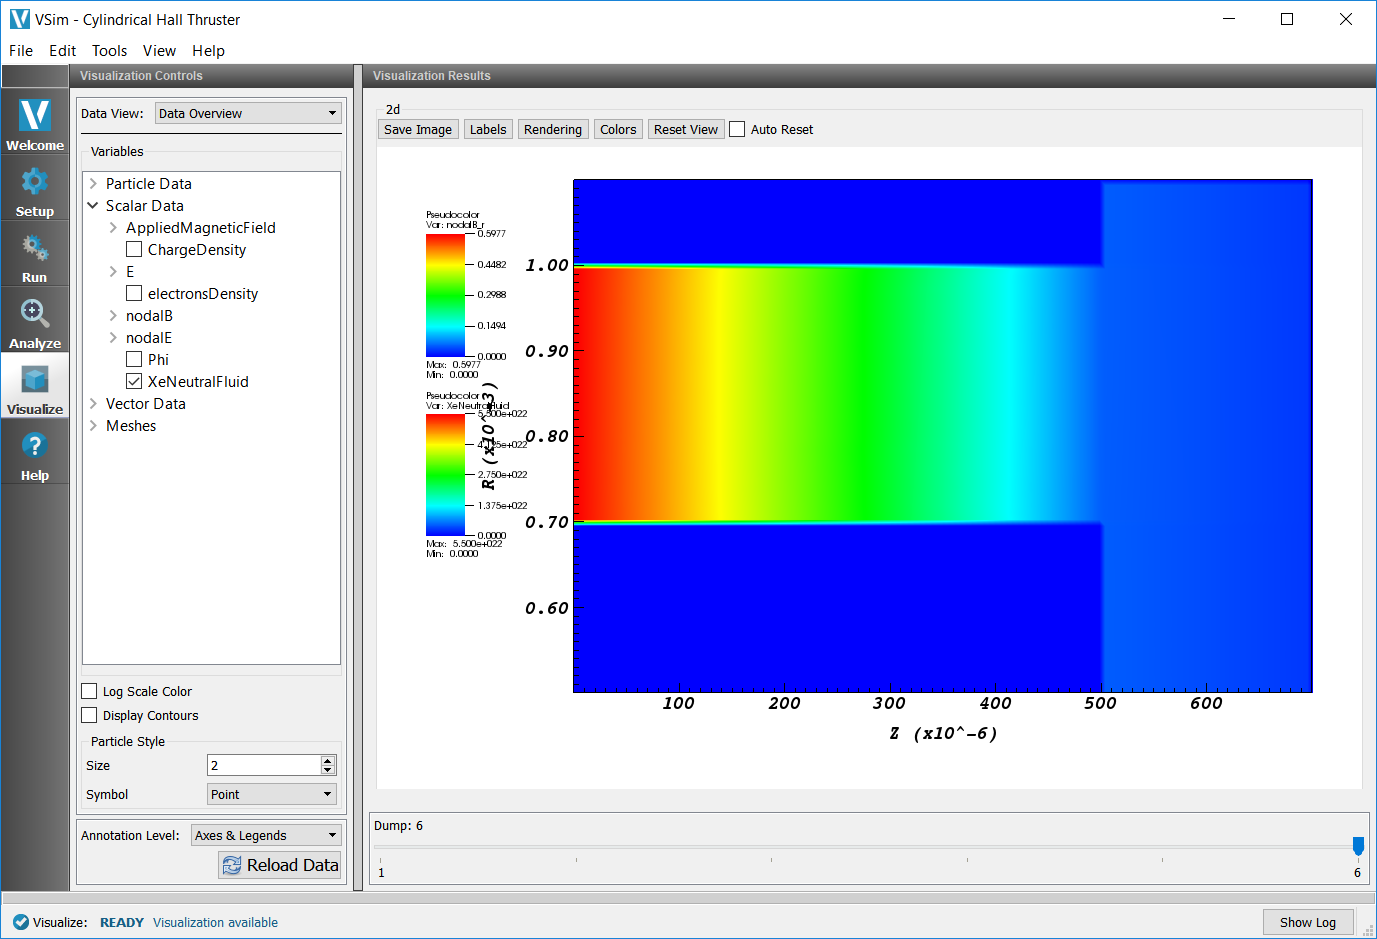 VSim - Cylindrical Hall Thruster
File Edit Tools View Help
Visualization Controls
Visualization Results
Welcome
Setup
Run
Analyze
Visualize
Help
Data View: Data Overview
Variables
Particle Data
Scalar Data
AppliedMagneticField
ChargeDensity
E
electronsDensity
nodalB
nodalE
Phi
XeNeutralFluid
Vector Data
Meshes
Log Scale Color
Display Contours
Particle Style
Size 2
Symbol Point
Annotation Level: Axes & Legends
Reload Data
2d
Save Image Labels Rendering Colors Reset View Auto Reset
Pseudocolor
Var: nodalB_r
0.5977
0.4482
0.2988
0.1494
0.0000
Max: 0.5977
Min: 0.0000
Pseudocolor
Var: XeNeutralFluid
5.500e+022
4.125e+022
2.750e+022
1.375e+022
0.0000
Max: 5.500e+022
Min: 0.0000
R (x10^-3)
1.00
0.90
0.80
0.70
0.60
100 200 300 400 500 600
Z (x10^-6)
Dump: 6
1 6
Visualize: READY Visualization available
Show Log